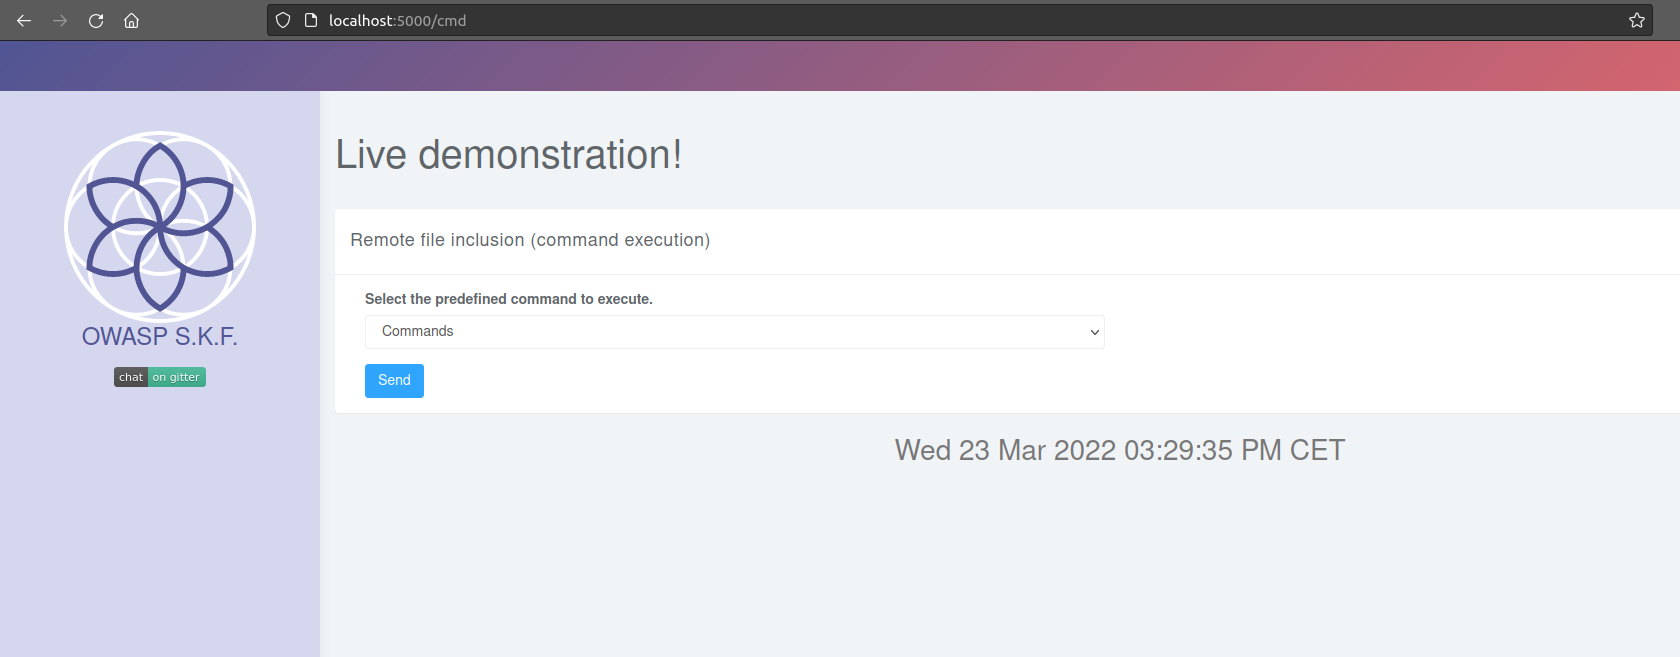 localhost:5000/cmd
Live demonstration!
Remote file inclusion (command execution)
Select the predefined command to execute.
Commands
Send
OWASP S.K.F.
chat on gitter
Wed 23 Mar 2022 03:29:35 PM CET